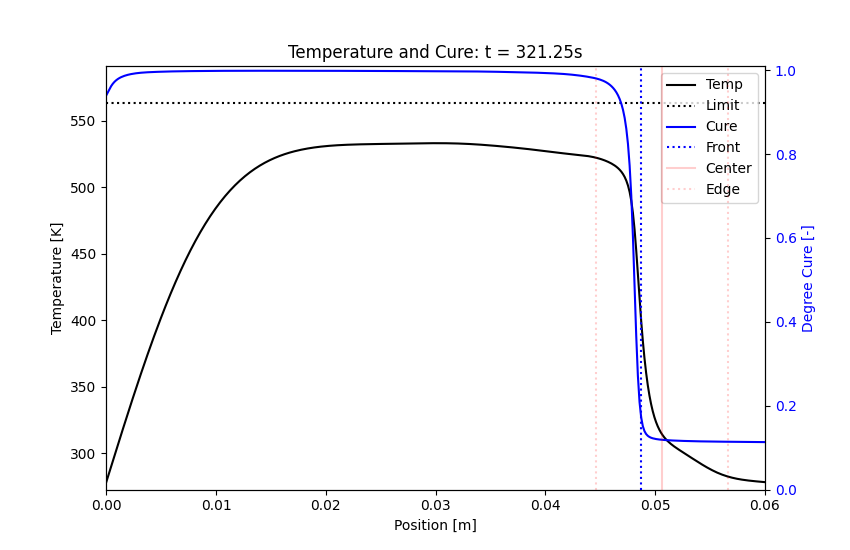 Temperature and Cure: t = 321.25s
Temp
Limit
Cure
Front
Center
Edge
Temperature [K]
550
500
450
400
350
300
Degree Cure [-]
1.0
0.8
0.6
0.4
0.2
0.0
0.00 0.01 0.02 0.03 0.04 0.05 0.06
Position [m]